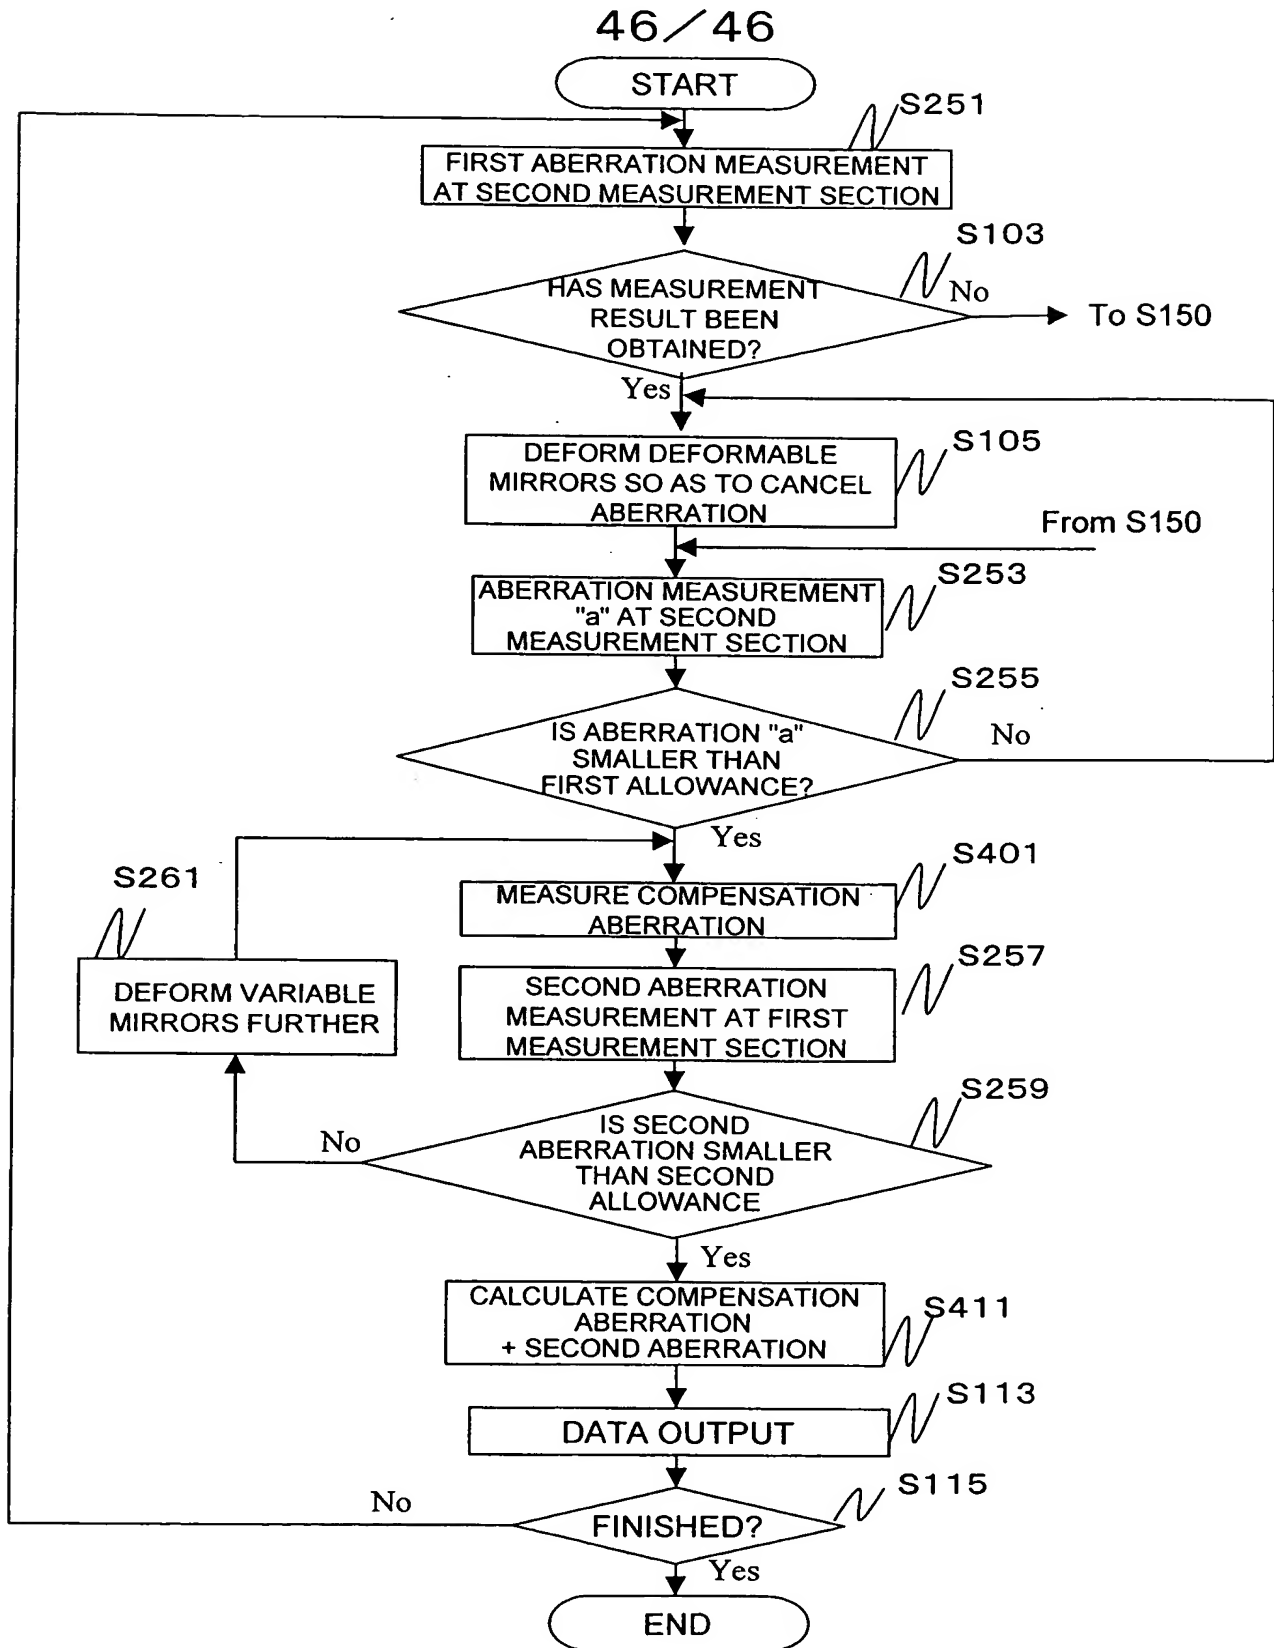 46/46
START
S251
FIRST ABERRATION MEASUREMENT
AT SECOND MEASUREMENT SECTION
S103
HAS MEASUREMENT
RESULT BEEN
OBTAINED?
No
To S150
Yes
S105
DEFORM DEFORMABLE
MIRRORS SO AS TO CANCEL
ABERRATION
From S150
S253
ABERRATION MEASUREMENT
"a" AT SECOND
MEASUREMENT SECTION
S255
IS ABERRATION "a"
SMALLER THAN
FIRST ALLOWANCE?
No
Yes
S401
MEASURE COMPENSATION
ABERRATION
S261
DEFORM VARIABLE
MIRRORS FURTHER
S257
SECOND ABERRATION
MEASUREMENT AT FIRST
MEASUREMENT SECTION
S259
IS SECOND
ABERRATION SMALLER
THAN SECOND
ALLOWANCE
No
Yes
CALCULATE COMPENSATION
ABERRATION
+ SECOND ABERRATION
S411
S113
DATA OUTPUT
S115
No
FINISHED?
Yes
END